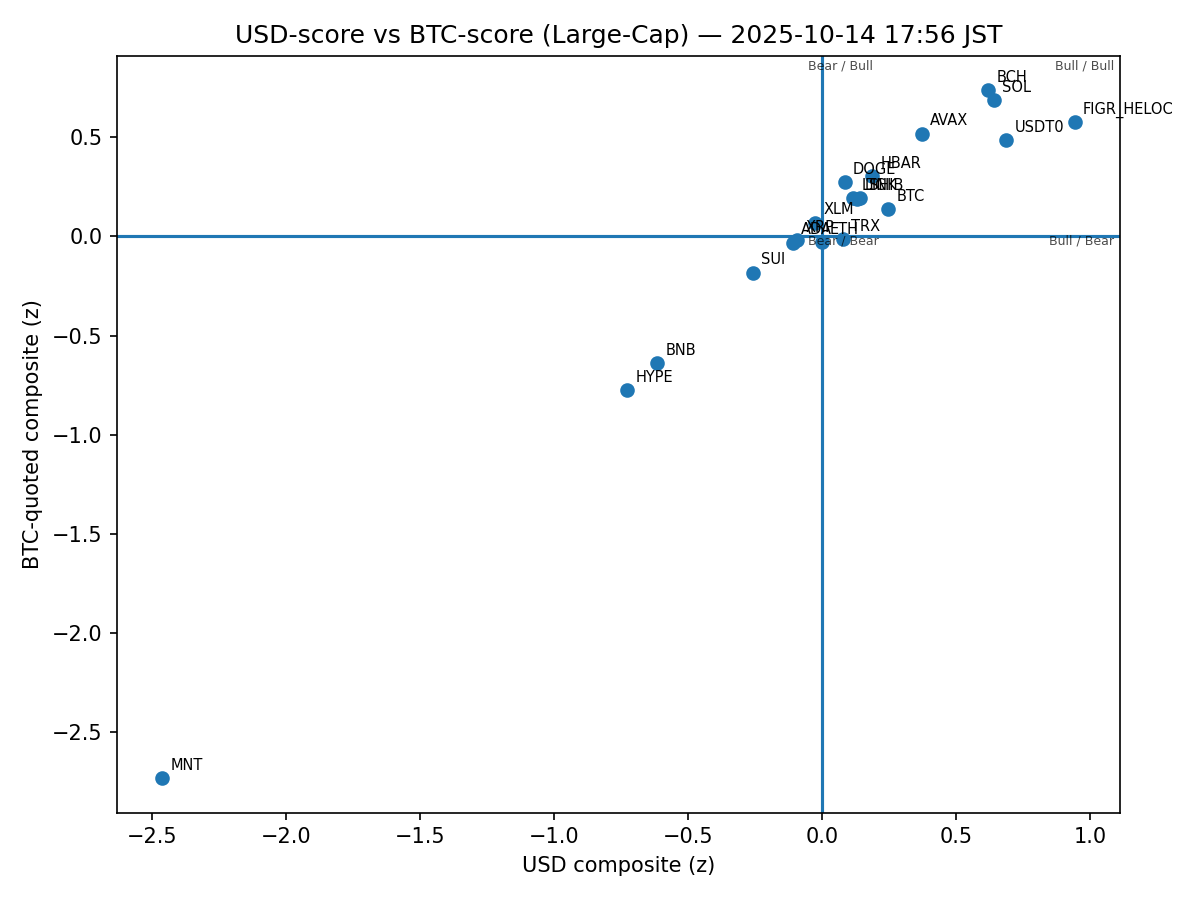 USD-score vs BTC-score (Large-Cap) — 2025-10-14 17:56 JST
Bear / Bull
Bull / Bull
BCH
SOL
FIGR_HELOC
AVAX
USDT0
DOGE
HBAR
BTC
XLM
TRX
ETH
Bear / Bear
Bull / Bear
SUI
BNB
HYPE
MNT
0.5
0.0
−0.5
−1.0
−1.5
−2.0
−2.5
BTC-quoted composite (z)
−2.5
−2.0
−1.5
−1.0
−0.5
0.0
0.5
1.0
USD composite (z)